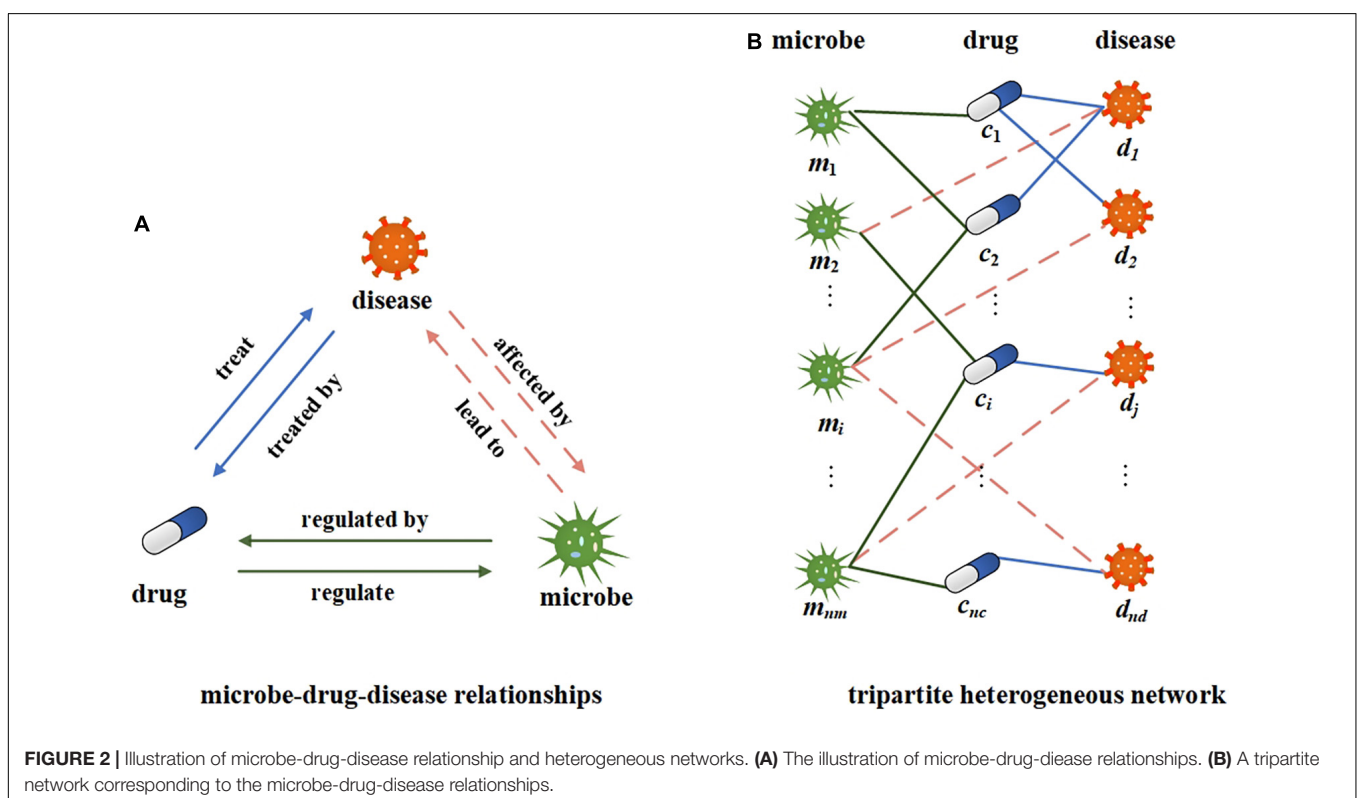 A
disease
treat
treated by
affected by
lead to
drug
regulated by
regulate
microbe
microbe-drug-disease relationships
B microbe drug disease
m1 c1 d1
m2 c2 d2
⋮ ⋮ ⋮
mi ci dj
⋮ ⋮ ⋮
mnm cnc dnd
tripartite heterogeneous network
FIGURE 2 | Illustration of microbe-drug-disease relationship and heterogeneous networks. (A) The illustration of microbe-drug-diease relationships. (B) A tripartite
network corresponding to the microbe-drug-disease relationships.